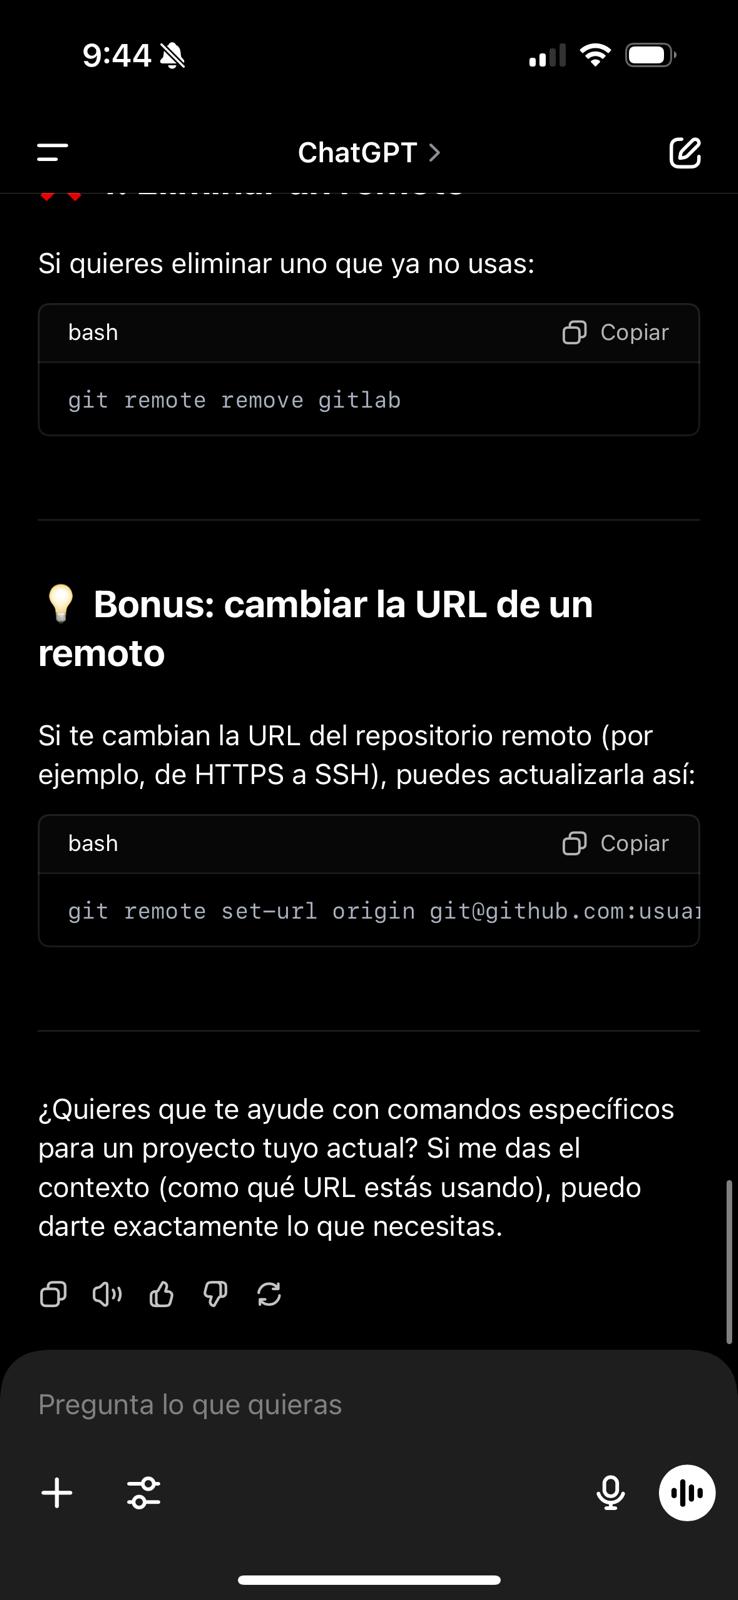 9:44
ChatGPT
Eliminar un remoto
Si quieres eliminar uno que ya no usas:
bash
Copiar
git remote remove gitlab
Bonus: cambiar la URL de un
remoto
Si te cambian la URL del repositorio remoto (por
ejemplo, de HTTPS a SSH), puedes actualizarla así:
bash
Copiar
git remote set-url origin git@github.com:usuar
¿Quieres que te ayude con comandos específicos
para un proyecto tuyo actual? Si me das el
contexto (como qué URL estás usando), puedo
darte exactamente lo que necesitas.
Pregunta lo que quieras